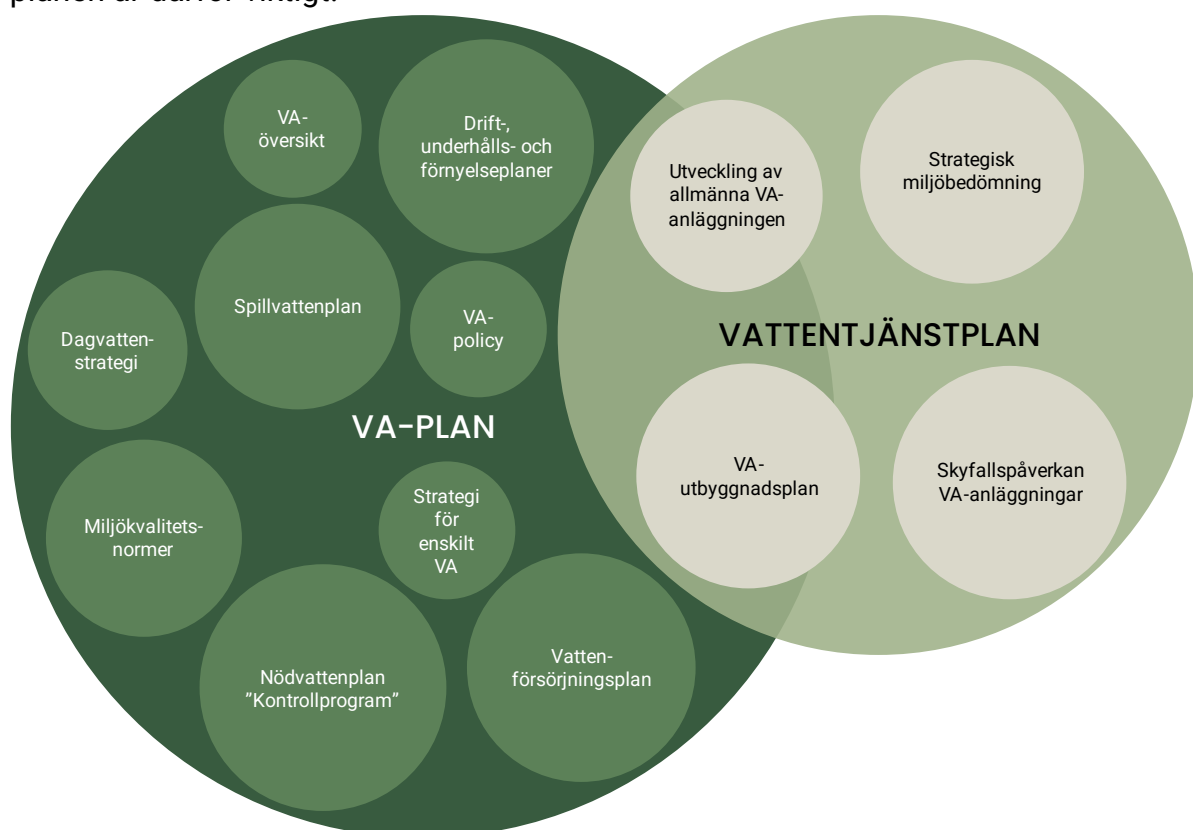 planen är därför viktigt.
VA-
översikt
Drift-,
underhålls- och
förnyelseplaner
Utveckling av
allmänna VA-
anläggningen
Strategisk
miljöbedömning
Spillvattenplan
VA-
policy
Dagvatten-
strategi
VATTENTJÄNSTPLAN
VA-PLAN
VA-
utbyggnadsplan
Skyfallspåverkan
VA-anläggningar
Miljökvalitets-
normer
Strategi
för
enskilt
VA
Nödvattenplan
”Kontrollprogram”
Vatten-
försörjningsplan